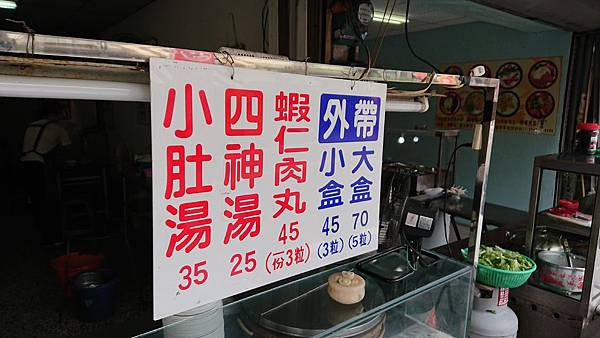 外帶
大盒
70
(5粒)
小盒
45
(3粒)
蝦仁肉丸
45
(一份3粒)
四神湯
25
小肚湯
35